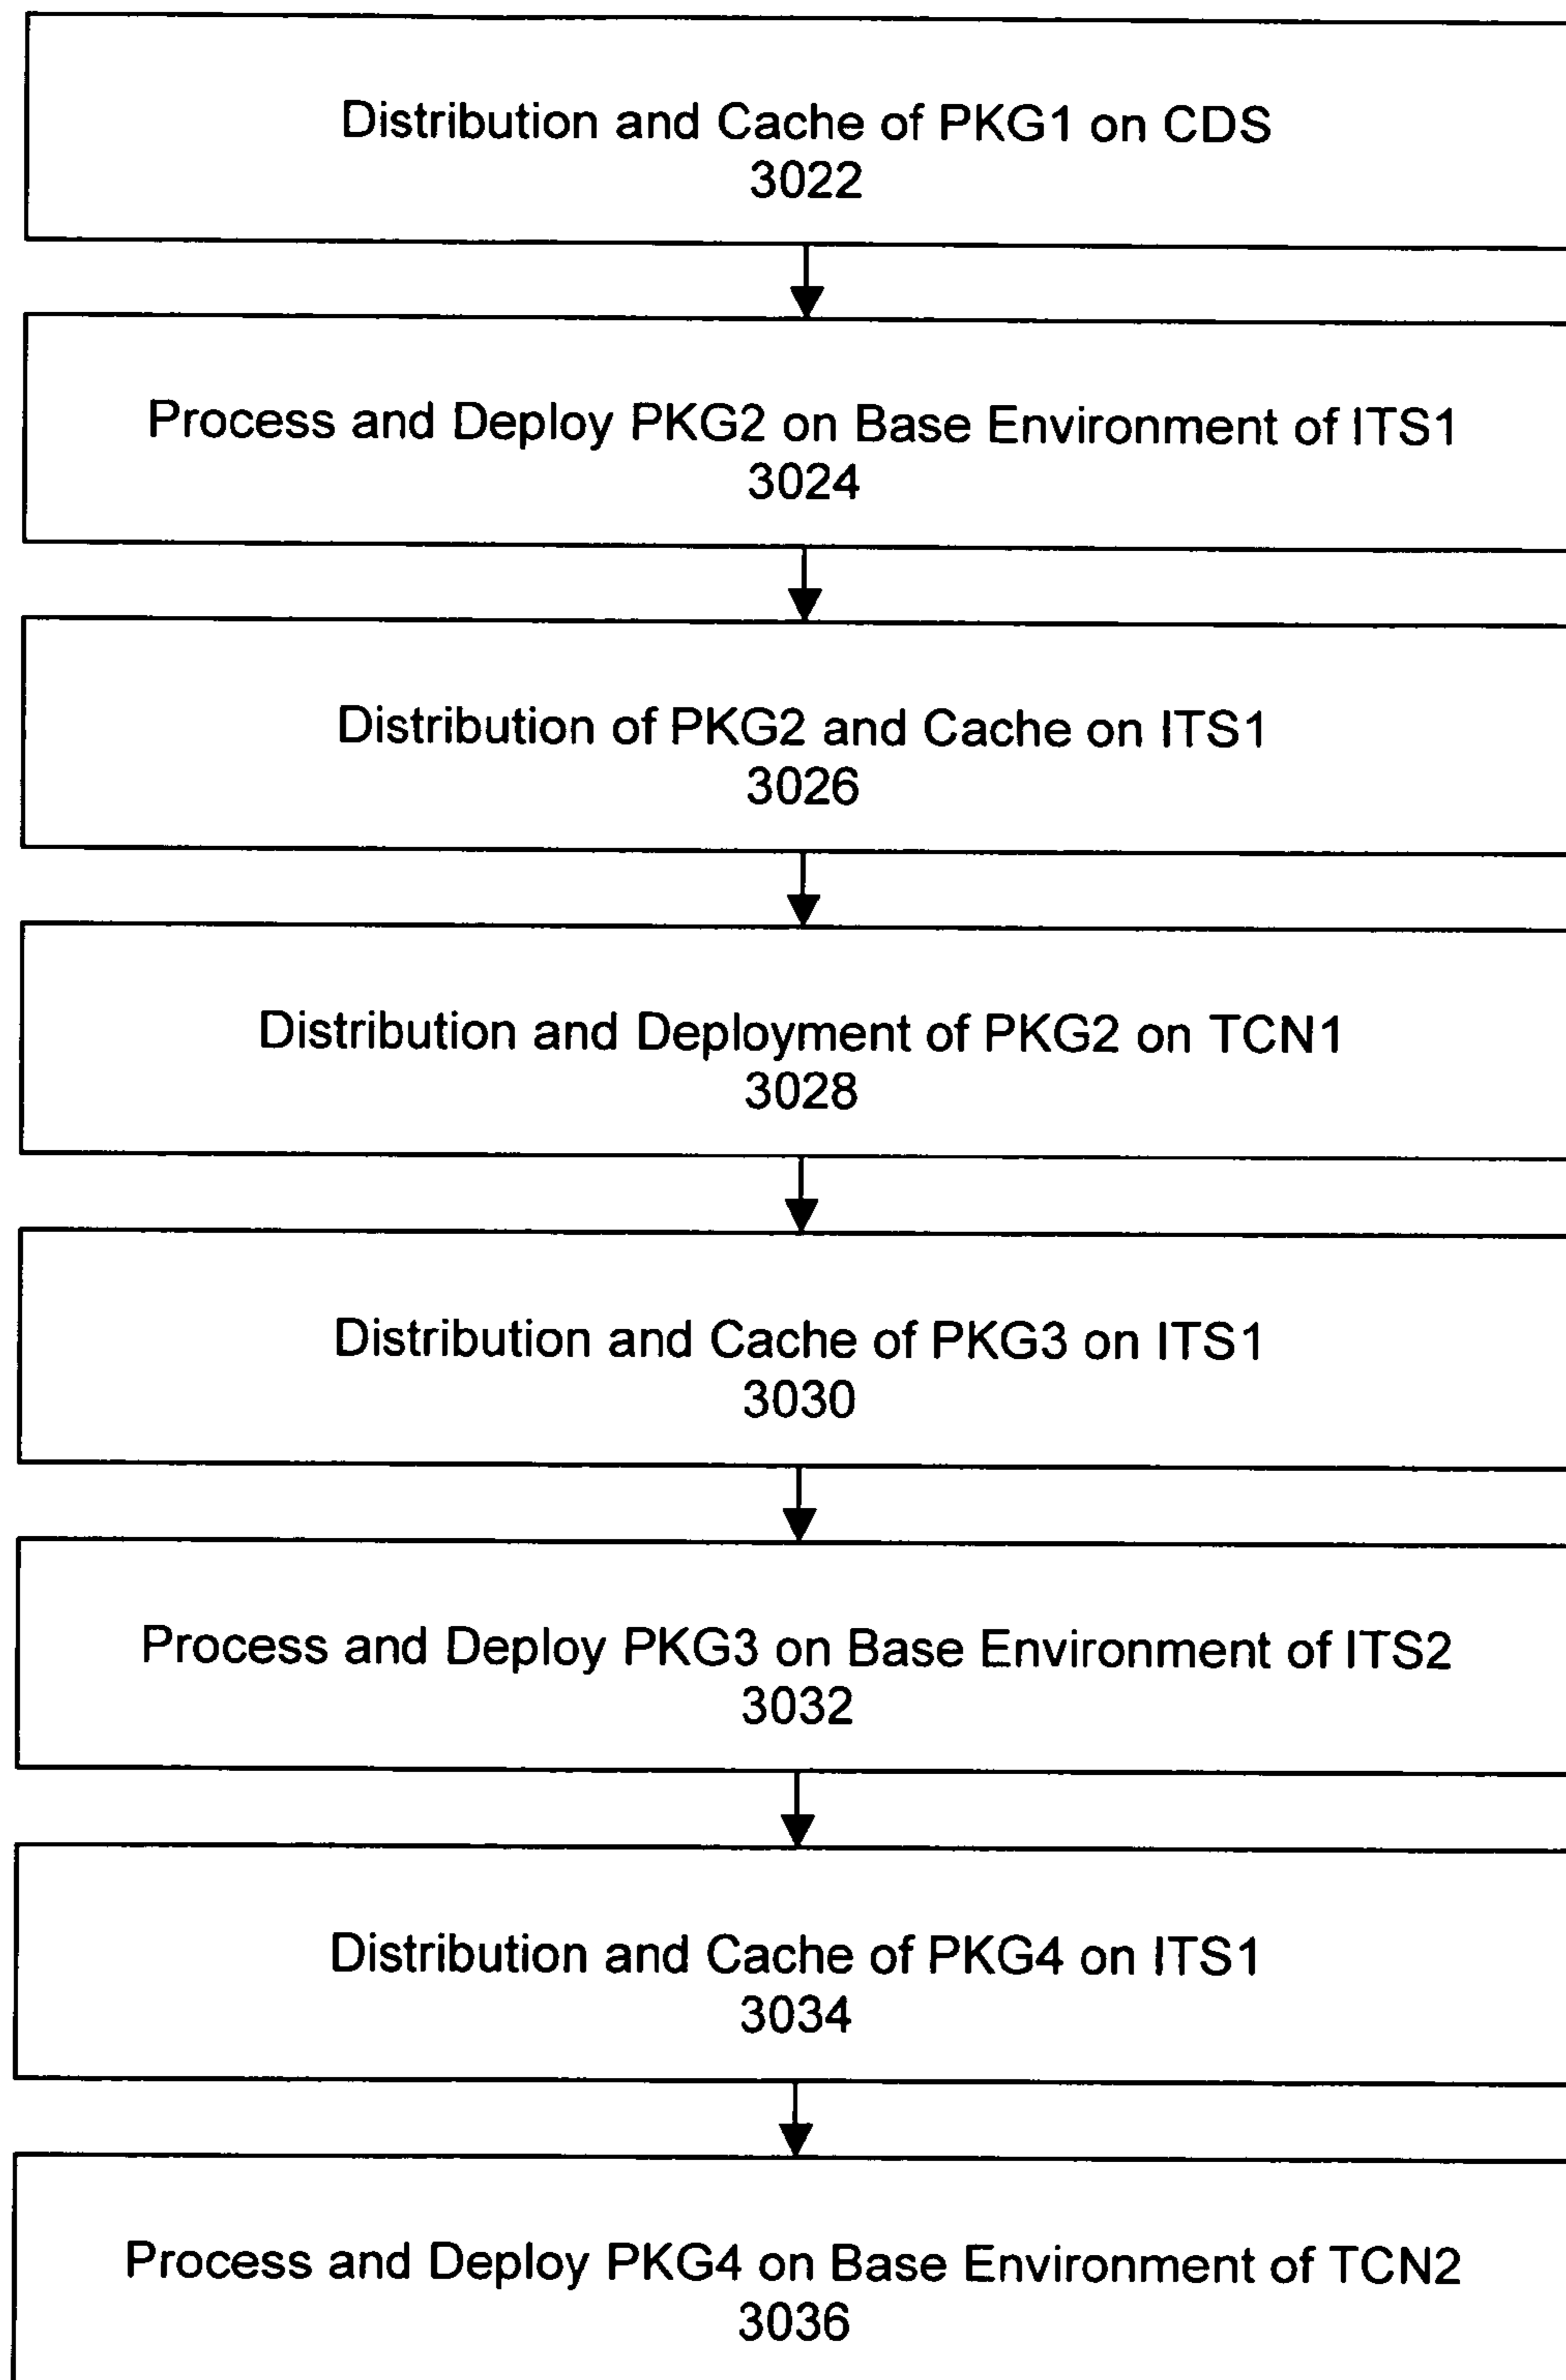 Distribution and Cache of PKG1 on CDS
3022
Process and Deploy PKG2 on Base Environment of ITS1
3024
Distribution of PKG2 and Cache on ITS1
3026
Distribution and Deployment of PKG2 on TCN1
3028
Distribution and Cache of PKG3 on ITS1
3030
Process and Deploy PKG3 on Base Environment of ITS2
3032
Distribution and Cache of PKG4 on ITS1
3034
Process and Deploy PKG4 on Base Environment of TCN2
3036